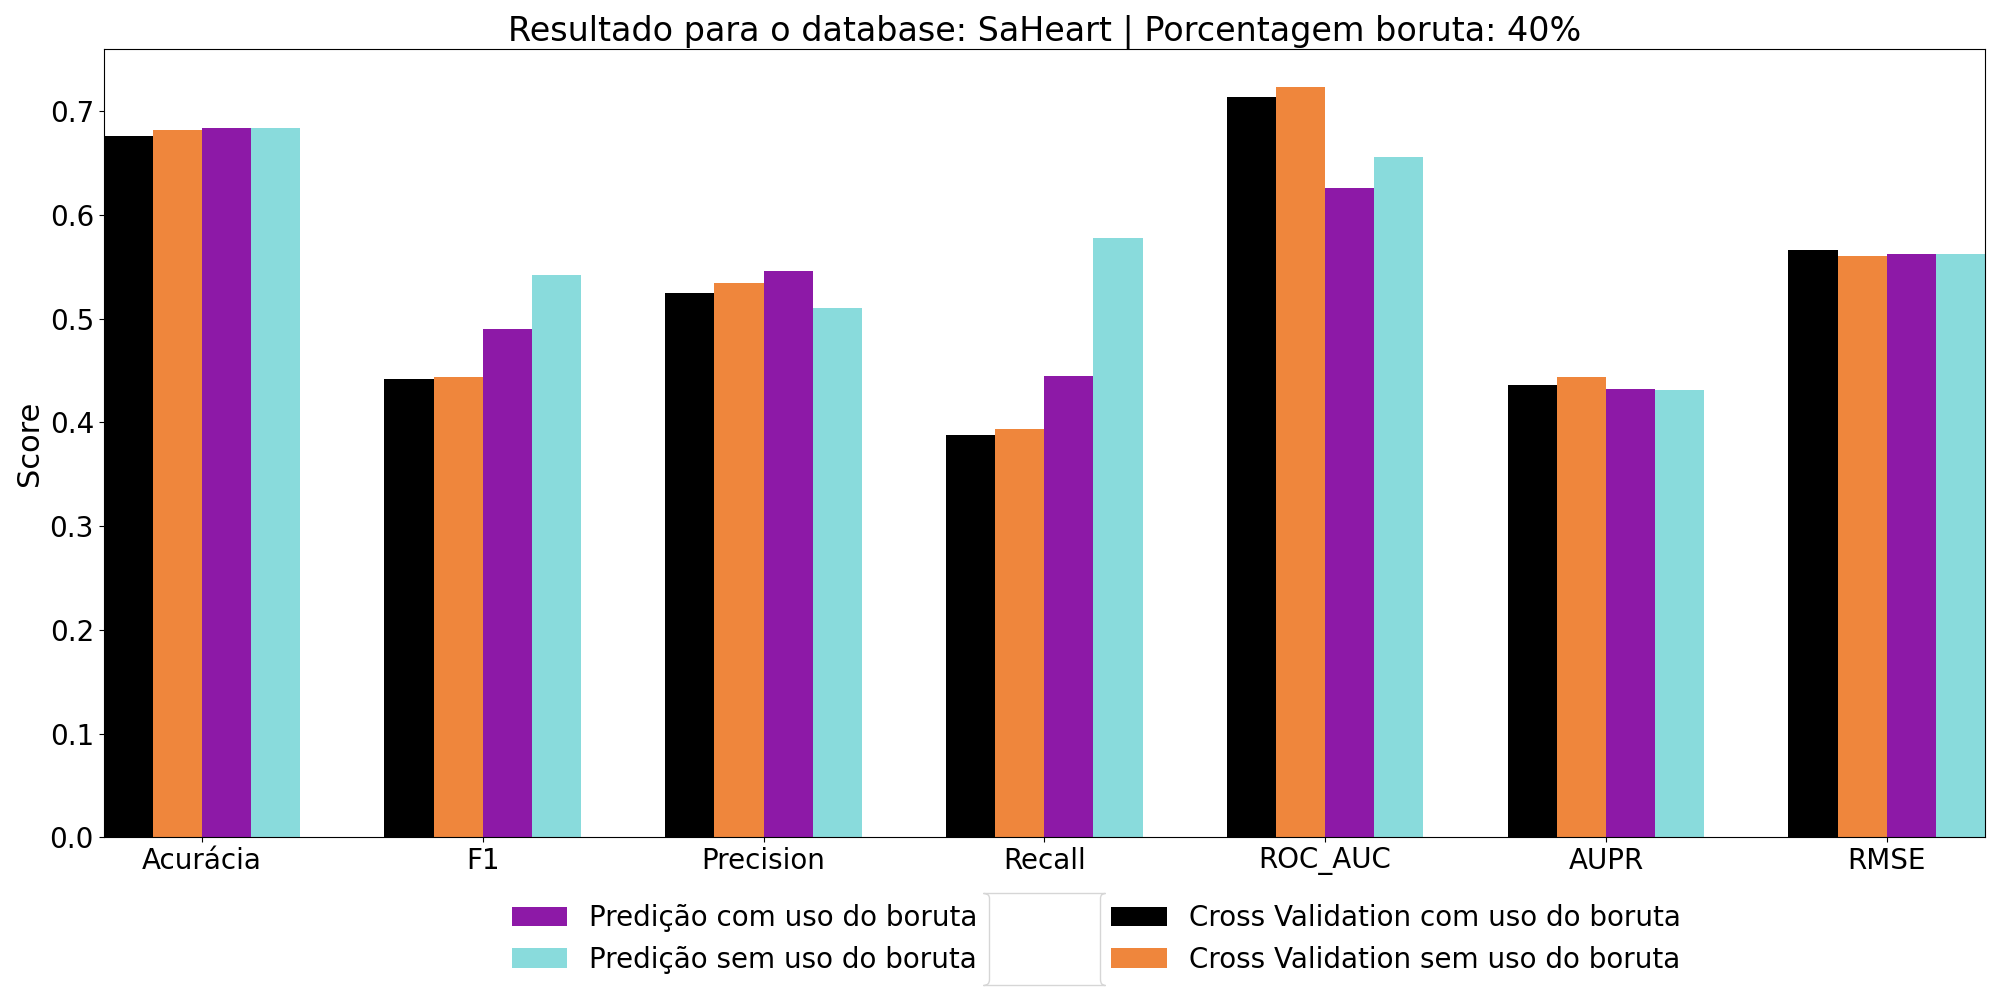 Resultado para o database: SaHeart | Porcentagem boruta: 40%
Score
0.7
0.6
0.5
0.4
0.3
0.2
0.1
0.0
Acurácia F1 Precision Recall ROC_AUC AUPR RMSE
Predição com uso do boruta
Predição sem uso do boruta
Cross Validation com uso do boruta
Cross Validation sem uso do boruta